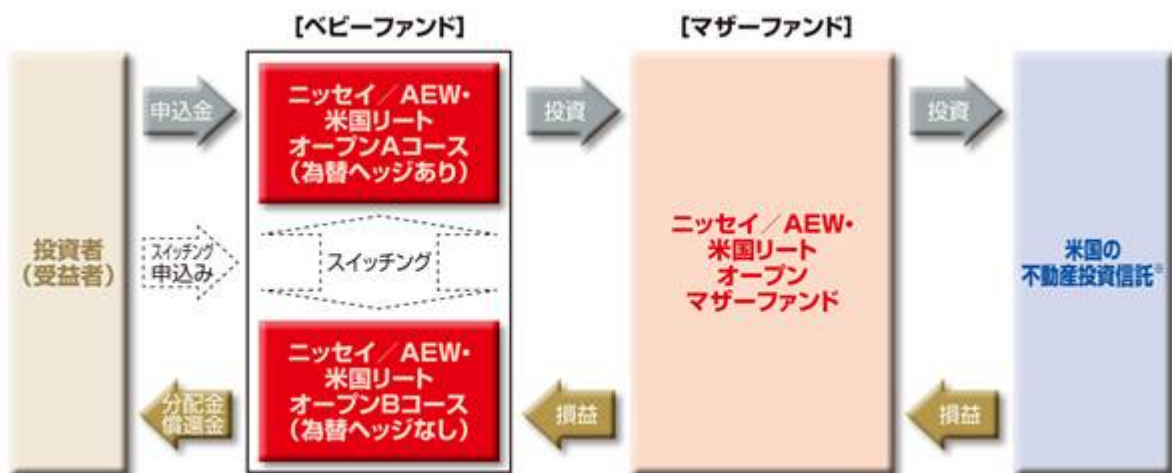 [ベビーファンド]
[マザーファンド]
投資者
(受益者)
申込金
スイッチング
申込み
分配金
償還金
ニッセイ/AEW・
米国リート
オープンAコース
(為替ヘッジあり)
スイッチング
ニッセイ/AEW・
米国リート
オープンBコース
(為替ヘッジなし)
投資
損益
ニッセイ/AEW・
米国リート
オープン
マザーファンド
投資
損益
米国の
不動産投資信託※